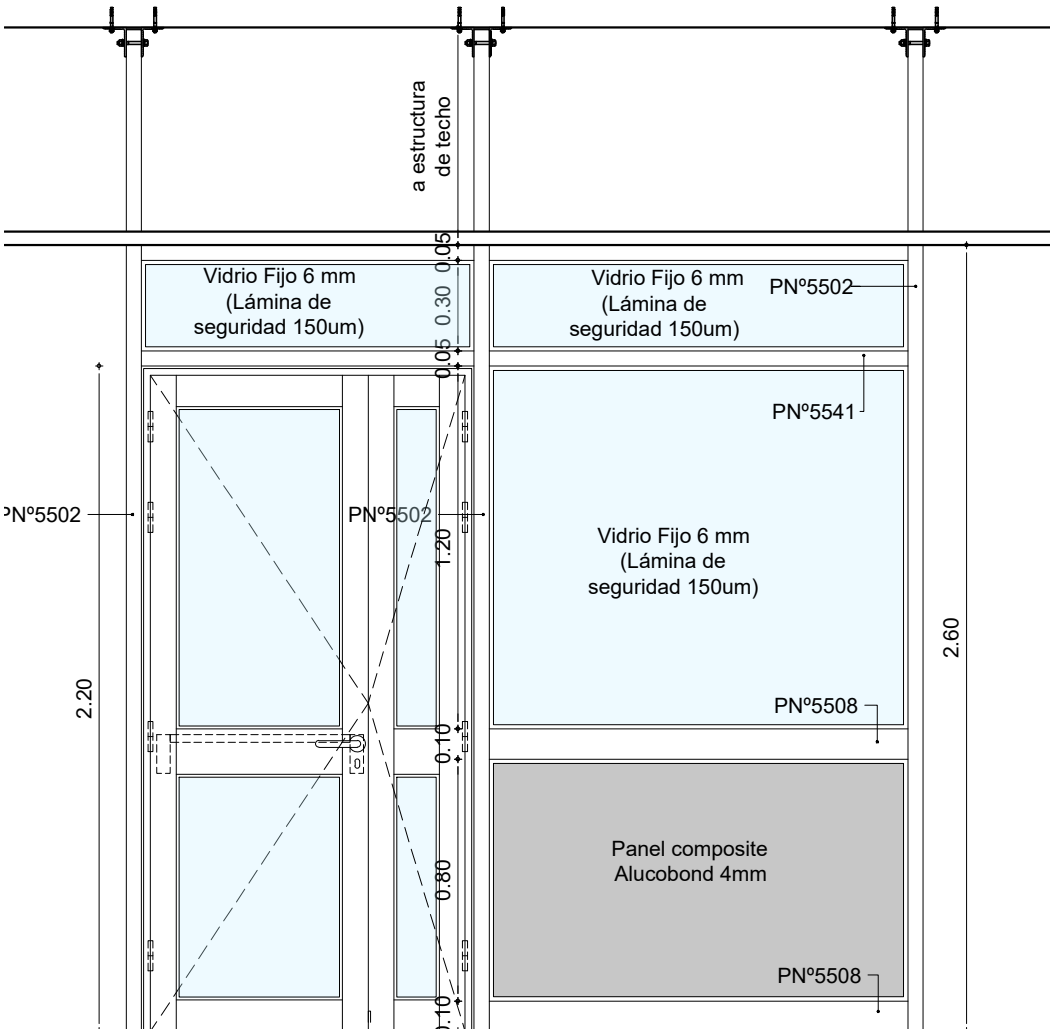 a estructura
de techo
0.05
Vidrio Fijo 6 mm
(Lámina de
seguridad 150um)
0.30
Vidrio Fijo 6 mm
(Lámina de
seguridad 150um)
PNº5502
0.05
PNº5541
PNº5502
PNº5502
1.20
Vidrio Fijo 6 mm
(Lámina de
seguridad 150um)
2.20
2.60
PNº5508
0.10
Panel composite
Alucobond 4mm
0.80
PNº5508
0.10